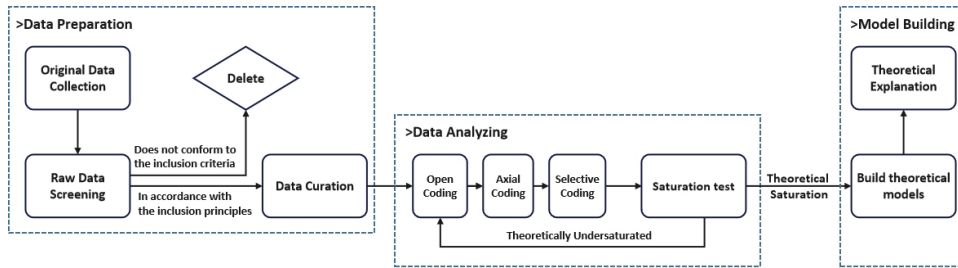 >Data Preparation
Original Data
Collection
Delete
Does not conform to
the inclusion criteria
Raw Data
Screening
In accordance with
the inclusion principles
Data Curation
>Data Analyzing
Open
Coding
Axial
Coding
Selective
Coding
Saturation test
Theoretically Undersaturated
Theoretical
Saturation
>Model Building
Theoretical
Explanation
Build theoretical
models